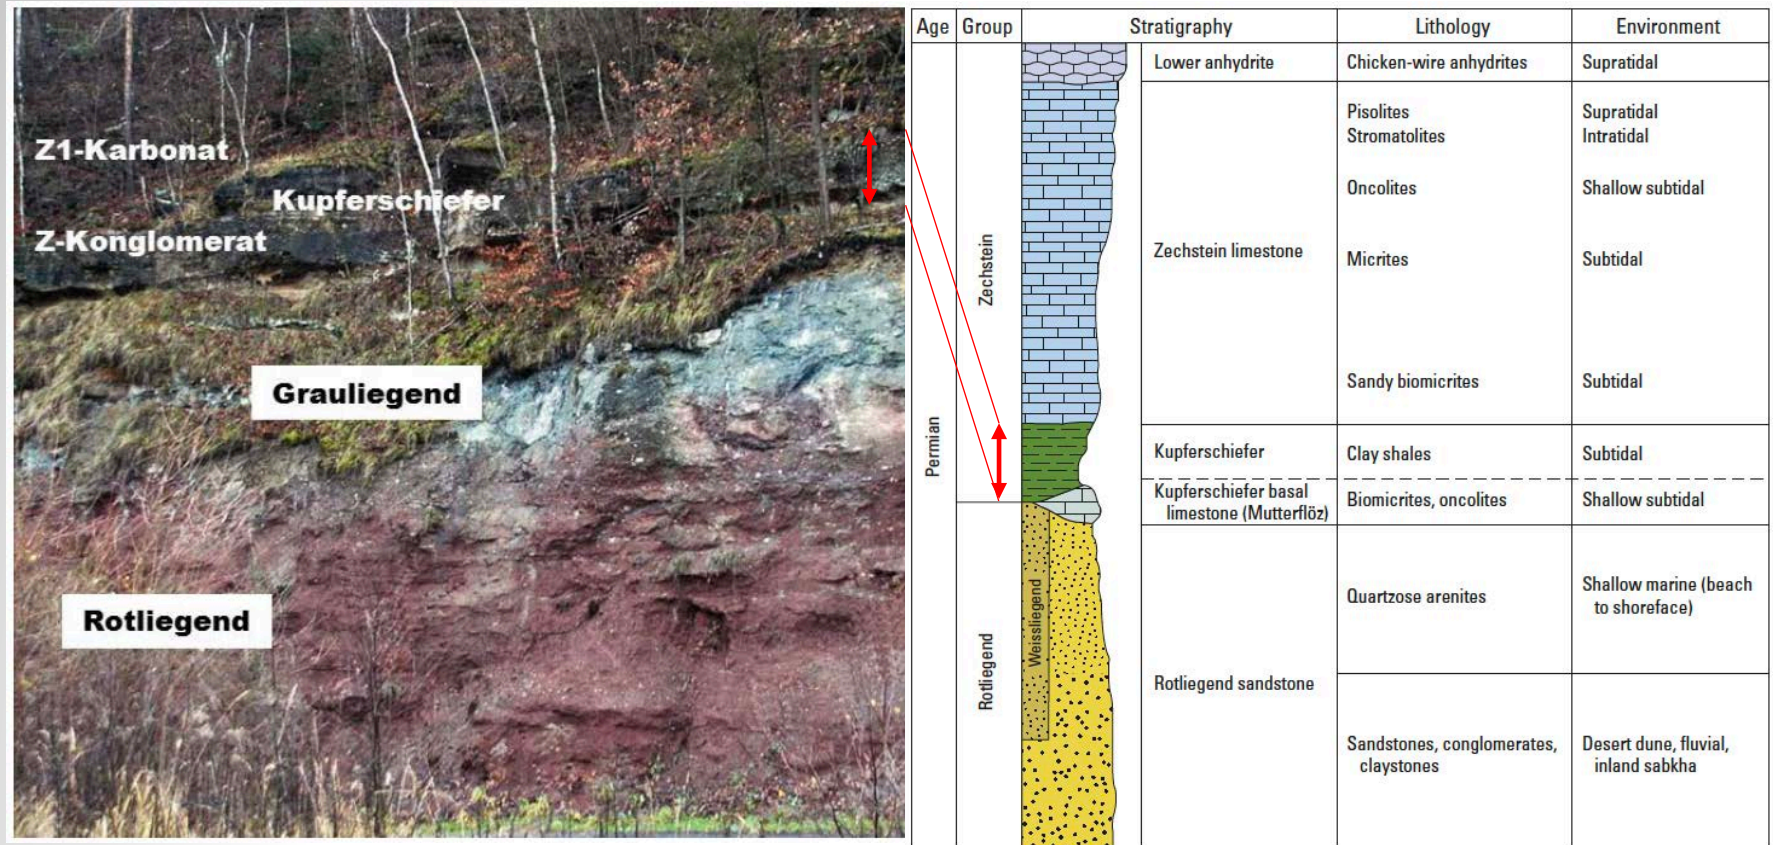 Z1-Karbonat
Kupferschiefer
Z-Konglomerat
Grauliegend
Rotliegend
Age Group Stratigraphy Lithology Environment
Permian
Zechstein
Rotliegend
Weissliegend
Lower anhydrite Chicken-wire anhydrites Supratidal
Pisolites Supratidal
Stromatolites Intratidal
Oncolites Shallow subtidal
Zechstein limestone Micrites Subtidal
Sandy biomicrites Subtidal
Kupferschiefer Clay shales Subtidal
Kupferschiefer basal
limestone (Mutterflöz) Biomicrites, oncolites Shallow subtidal
Quartzose arenites Shallow marine (beach
to shoreface)
Rotliegend sandstone
Sandstones, conglomerates, Desert dune, fluvial,
claystones inland sabkha